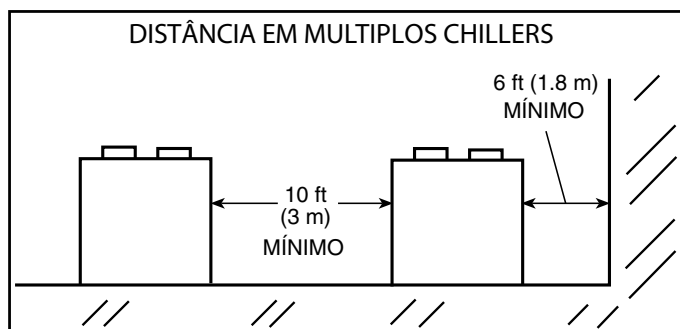 DISTÂNCIA EM MULTIPLOS CHILLERS
6 ft (1.8 m)
MÍNIMO
10 ft
(3 m)
MÍNIMO